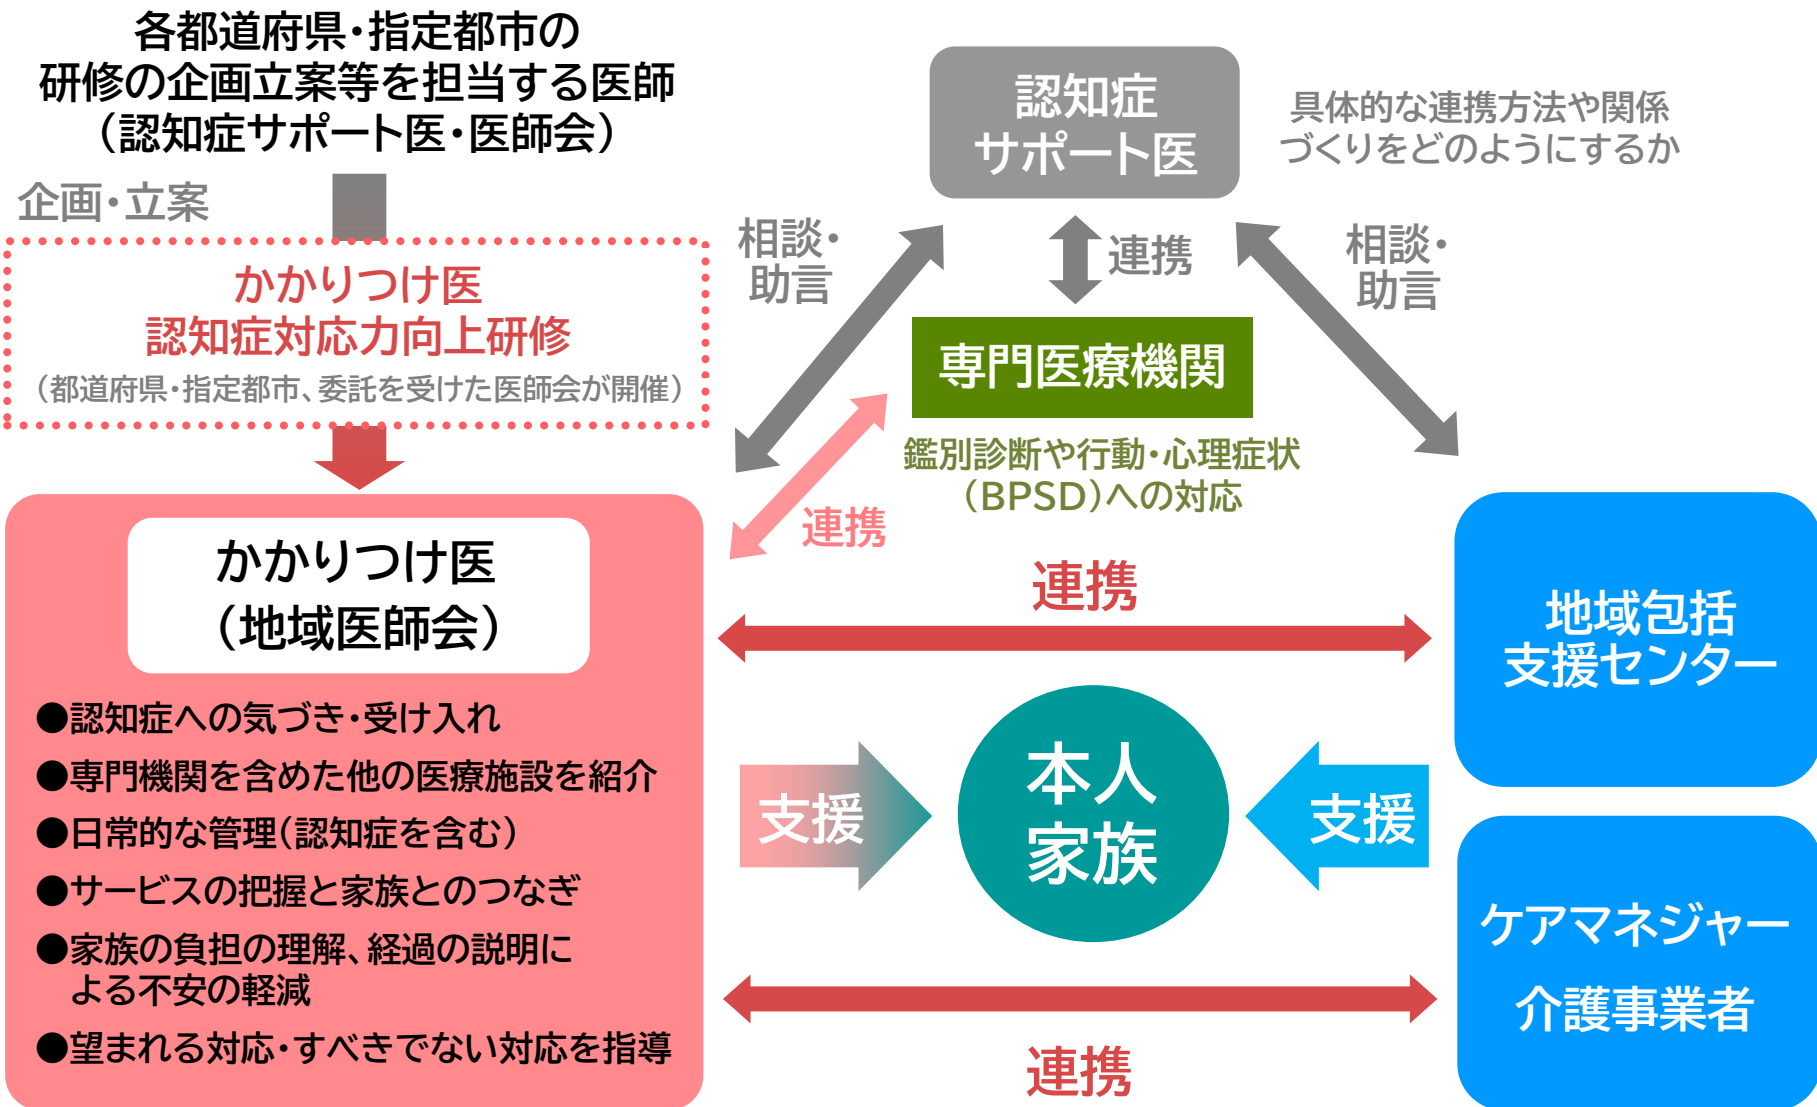 各都道府県・指定都市の
研修の企画立案等を担当する医師
（認知症サポート医・医師会）
企画・立案
かかりつけ医
認知症対応力向上研修
（都道府県・指定都市、委託を受けた医師会が開催）
かかりつけ医
（地域医師会）
●認知症への気づき・受け入れ
●専門機関を含めた他の医療施設を紹介
●日常的な管理（認知症を含む）
●サービスの把握と家族とのつなぎ
●家族の負担の理解、経過の説明に
よる不安の軽減
●望まれる対応・すべきでない対応を指導
認知症
サポート医
具体的な連携方法や関係
づくりをどのようにするか
相談・
助言
連携
相談・
助言
専門医療機関
鑑別診断や行動・心理症状
（BPSD）への対応
連携
連携
地域包括
支援センター
支援
本人
家族
支援
ケアマネジャー
介護事業者
連携